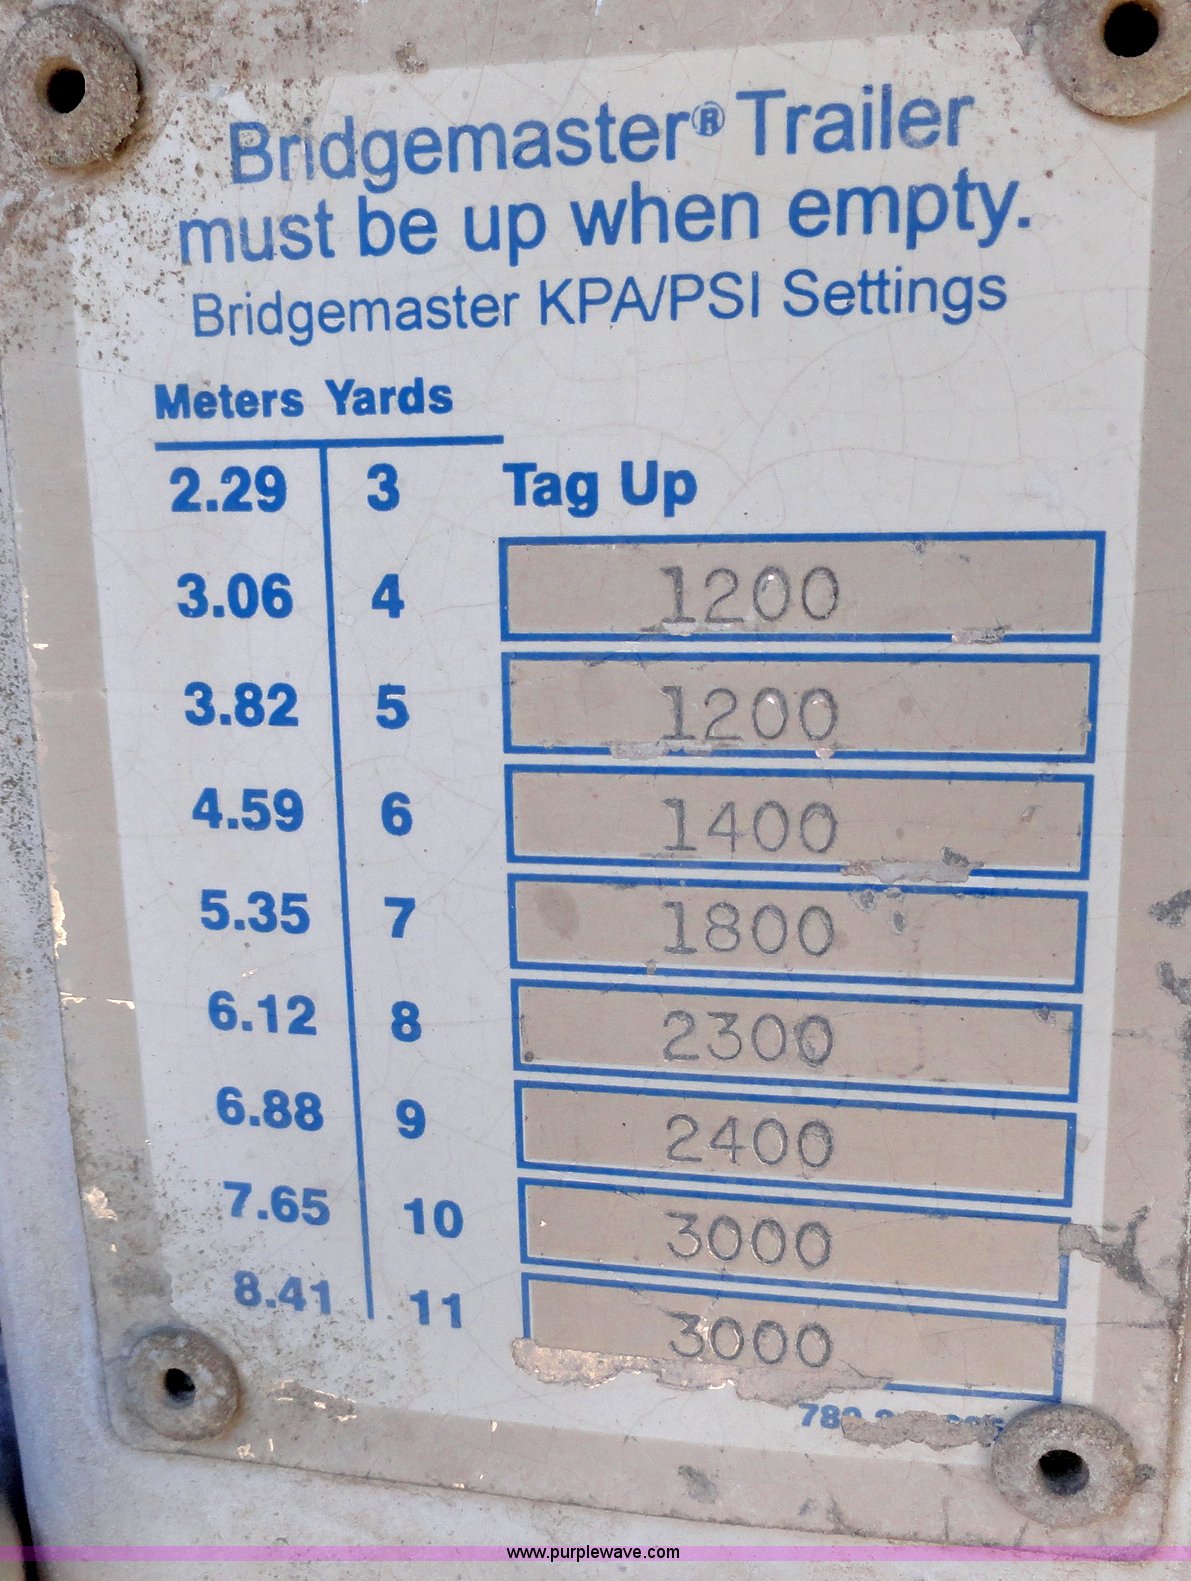 Bridgemaster® Trailer
must be up when empty.
Bridgemaster KPA/PSI Settings
Meters Yards
2.29 3 Tag Up
3.06 4 1200
3.82 5 1200
4.59 6 1400
5.35 7 1800
6.12 8 2300
6.88 9 2400
7.65 10 3000
8.41 11 3000
www.purplewave.com